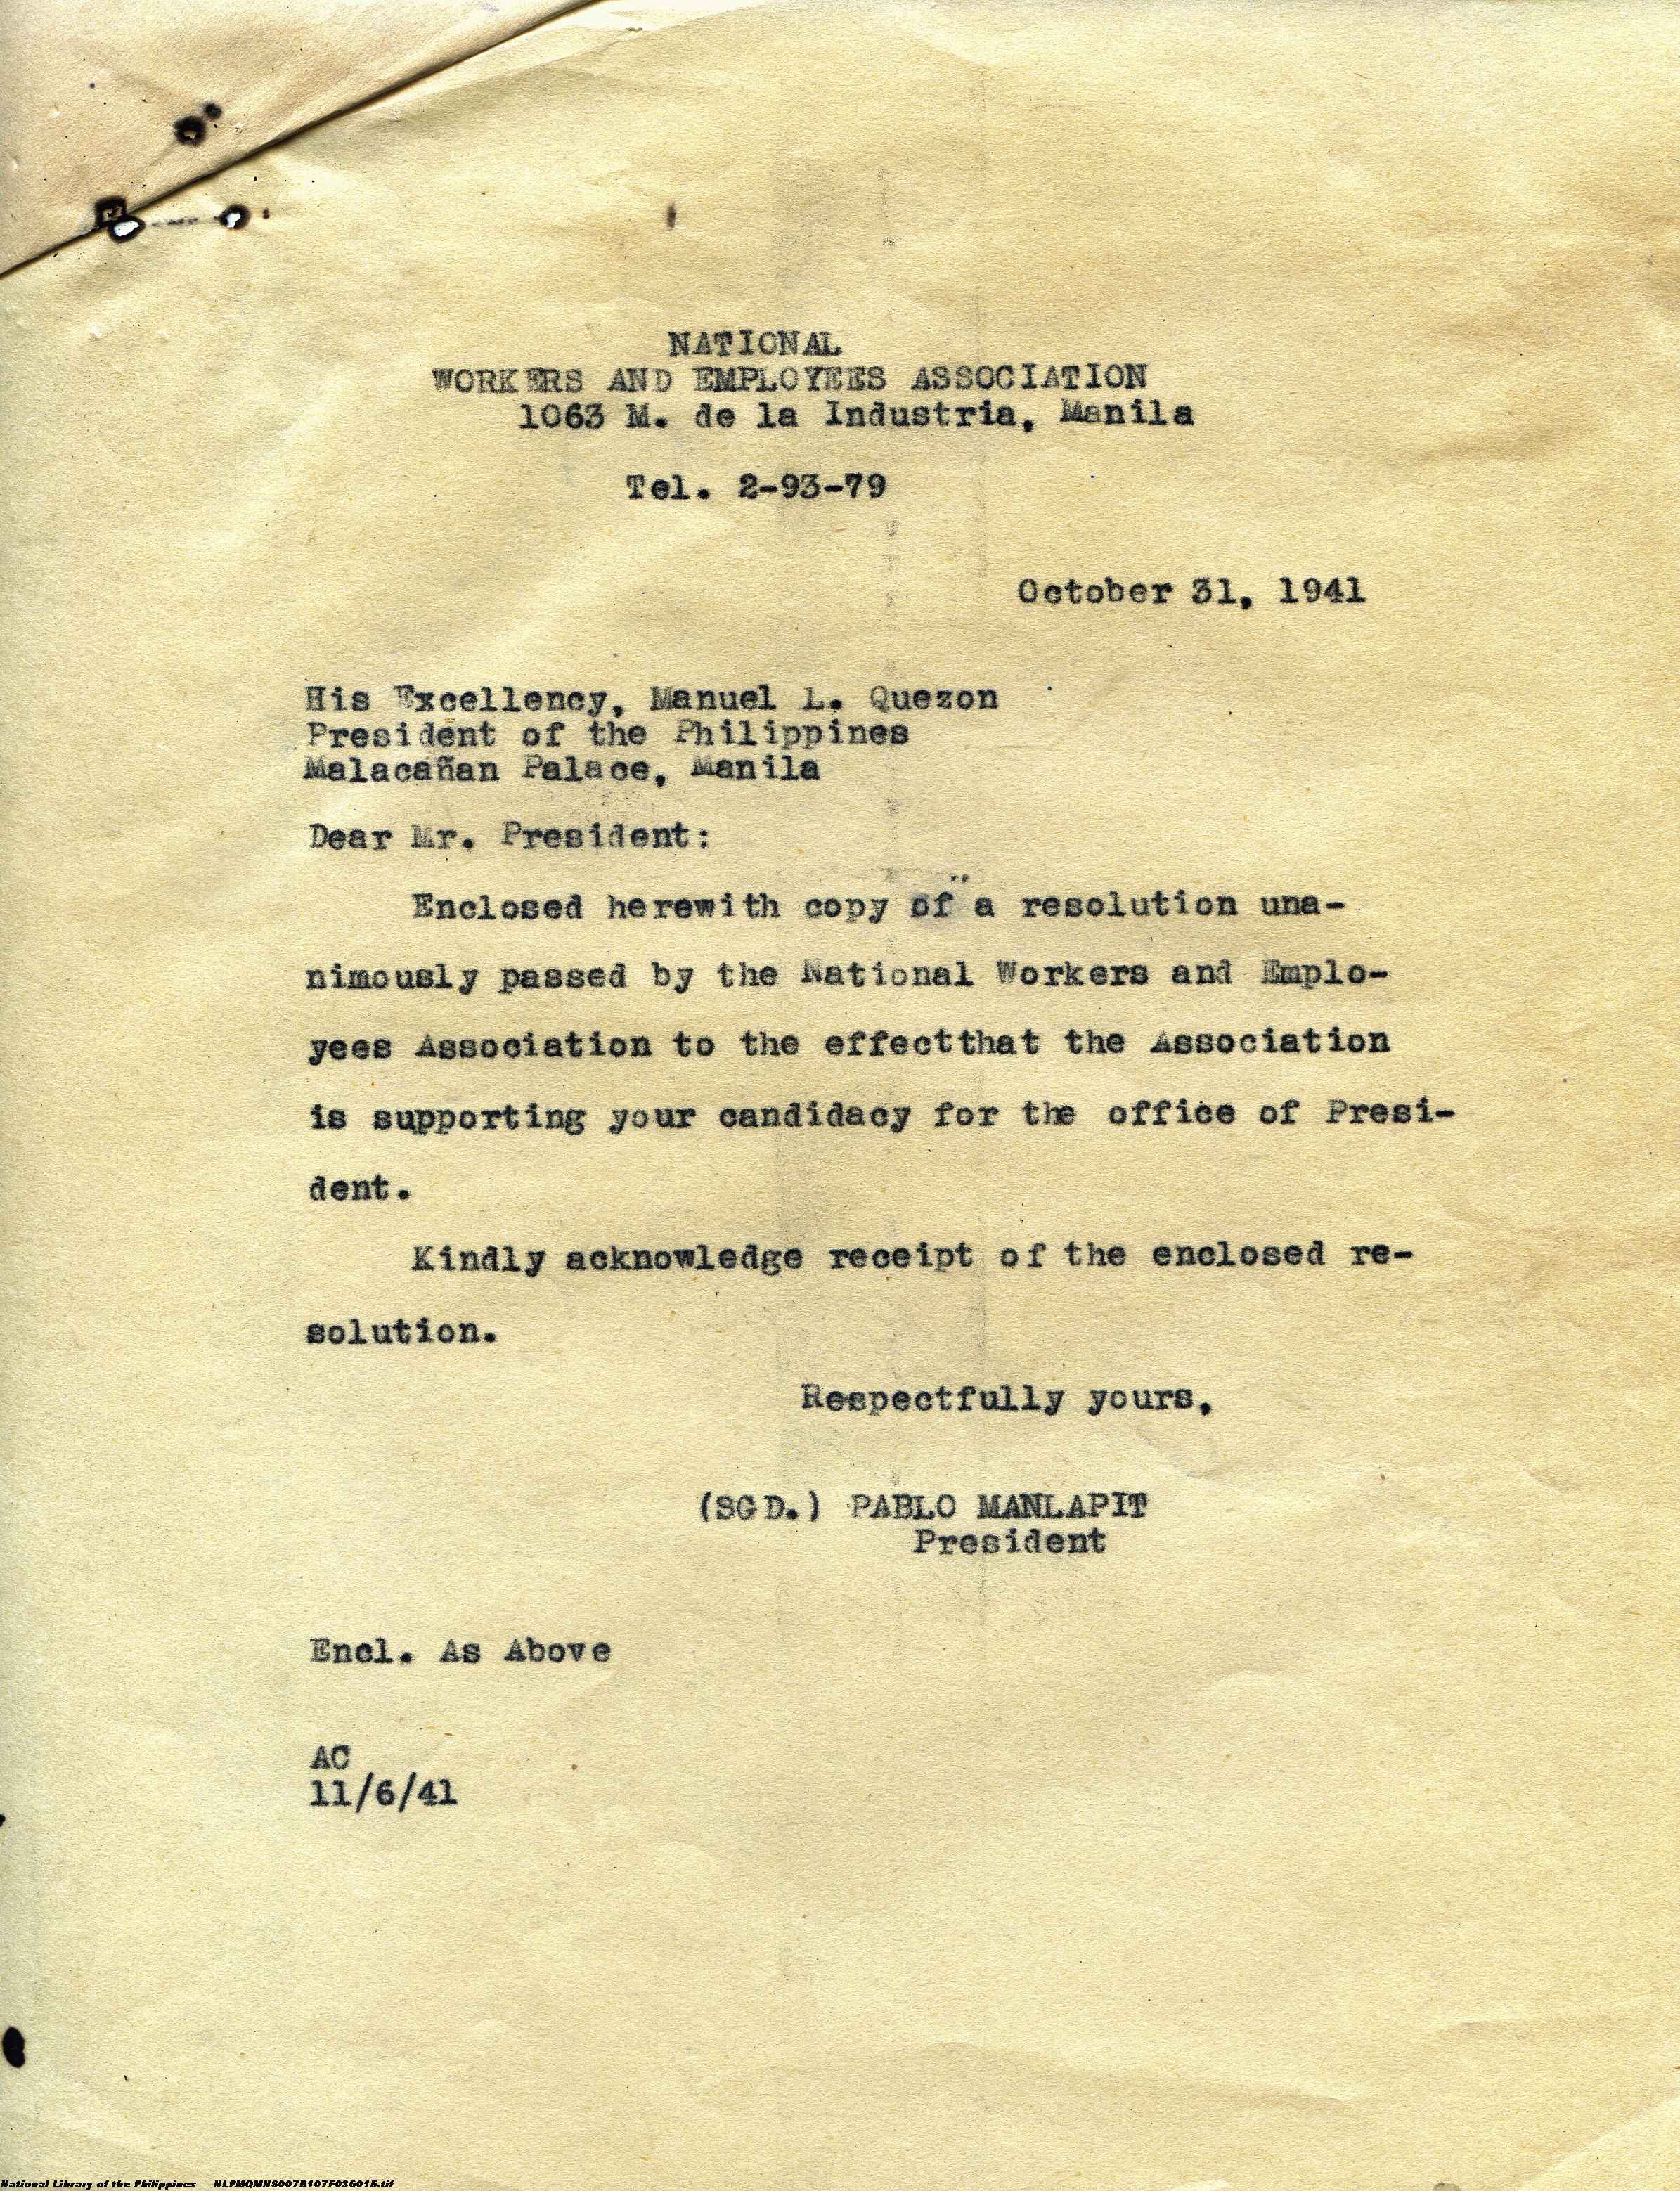 NATIONAL
WORKERS AND EMPLOYEES ASSOCIATION
1063 M. de la Industria, Manila
Tel. 2-93-79
October 31, 1941
His Excellency, Manuel L. Quezon
President of the Philippines
Malacañan Palace, Manila
Dear Mr. President:
Enclosed herewith copy of a resolution una-
nimously passed by the National Workers and Emplo-
yees Association to the effectthat the Association
is supporting your candidacy for the office of Presi-
dent.
Kindly acknowledge receipt of the enclosed re-
solution.
Respectfully yours,
(SGD.) PABLO MANLAPIT
President
Encl. As Above
AC
11/6/41
National Library of the Philippines NLPMQMNS007B107F036015.tif